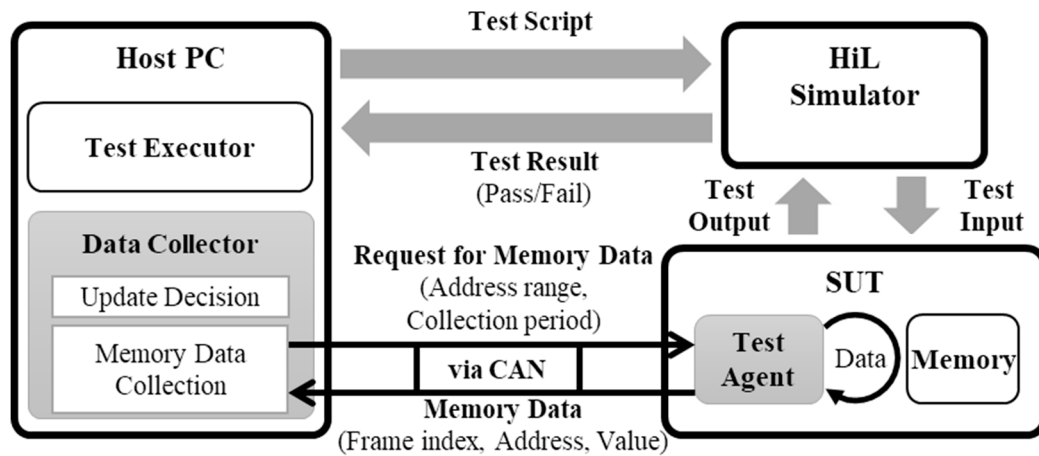 Host PC
Test Executor
Data Collector
Update Decision
Memory Data
Collection
Test Script
Test Result
(Pass/Fail)
HiL
Simulator
Test
Output
Test
Input
Request for Memory Data
(Address range,
Collection period)
via CAN
Memory Data
(Frame index, Address, Value)
SUT
Test
Agent
Data
Memory